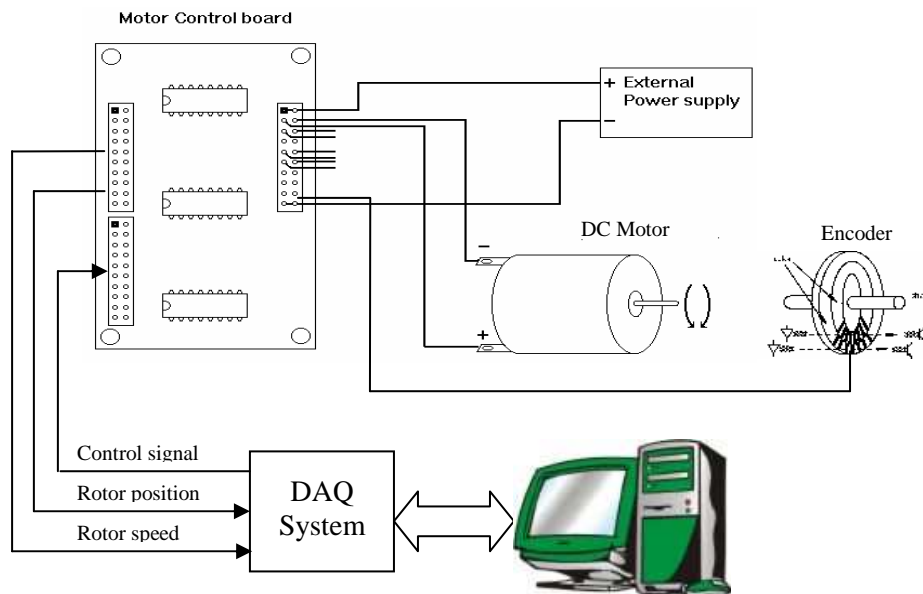 Motor Control board
+ External
Power supply
−
DC Motor
Encoder
−
+
Control signal
Rotor position
Rotor speed
DAQ
System